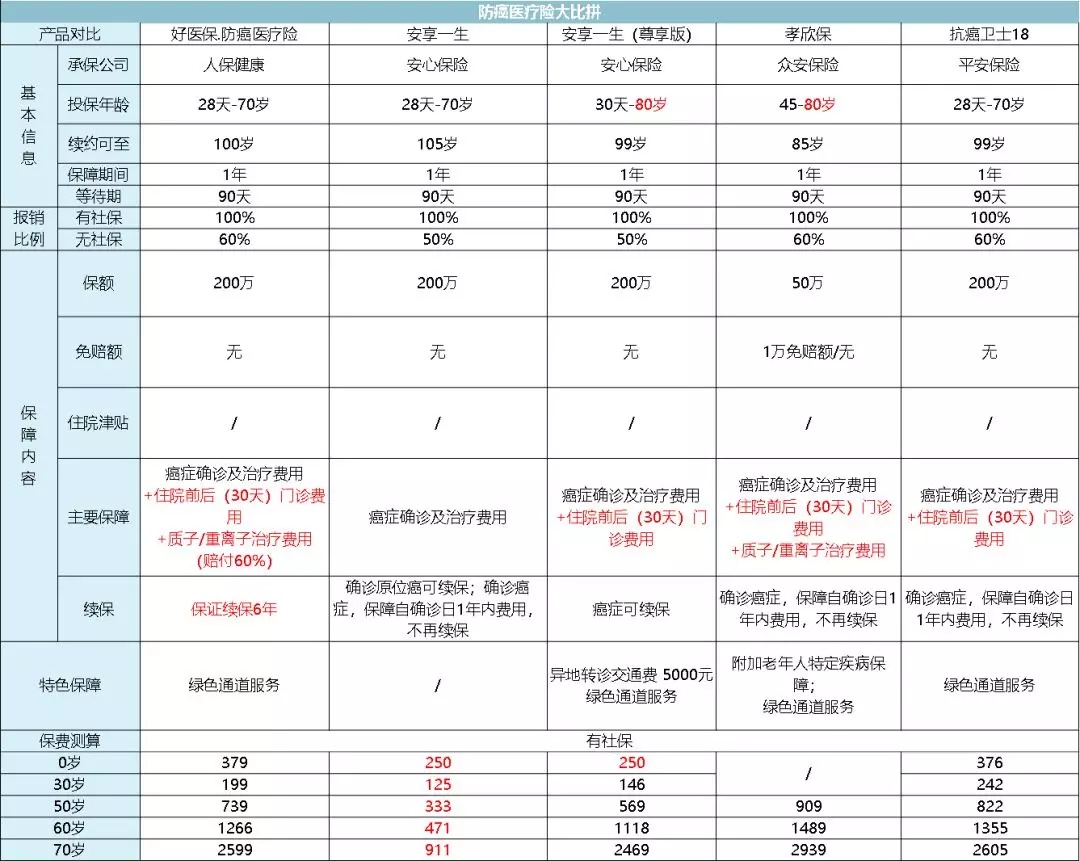 防癌医疗险大比拼
产品对比 好医保.防癌医疗险 安享一生 安享一生（尊享版） 孝欣保 抗癌卫士18
基本信息
承保公司 人保健康 安心保险 安心保险 众安保险 平安保险
投保年龄 28天-70岁 28天-70岁 30天-80岁 45-80岁 28天-70岁
续约可至 100岁 105岁 99岁 85岁 99岁
保障期间 1年 1年 1年 1年 1年
等待期 90天 90天 90天 90天 90天
报销比例
有社保 100% 100% 100% 100% 100%
无社保 60% 50% 50% 60% 60%
保障内容
保额 200万 200万 200万 50万 200万
免赔额 无 无 无 1万免赔额/无 无
住院津贴 / / / / /
主要保障
癌症确诊及治疗费用
+住院前后（30天）门诊费
用
+质子/重离子治疗费用
(赔付60%)
癌症确诊及治疗费用
癌症确诊及治疗费用
+住院前后（30天）门
诊费用
癌症确诊及治疗费用
+住院前后（30天）门诊
费用
+质子/重离子治疗费用
癌症确诊及治疗费用
+住院前后（30天）门诊
费用
续保
保证续保6年
确诊原位癌可续保；确诊癌
症，保障自确诊日1年内费用，
不再续保
癌症可续保
确诊癌症，保障自确诊日1
年内费用，不再续保
确诊癌症，保障自确诊日
1年内费用，不再续保
特色保障
绿色通道服务
/
异地转诊交通费 5000元
绿色通道服务
附加老年人特定疾病保
障；
绿色通道服务
绿色通道服务
保费测算 有社保
0岁 379 250 250 / 376
30岁 199 125 146 242
50岁 739 333 569 909 822
60岁 1266 471 1118 1489 1355
70岁 2599 911 2469 2939 2605